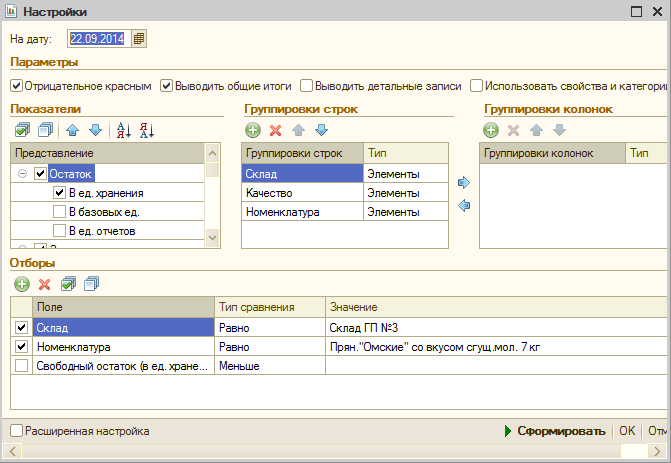 Настройки
На дату: 22.09.2014
Параметры
Отрицательное красным Выводить общие итоги Выводить детальные записи Использовать свойства и категори
Показатели Группировки строк Группировки колонок
Представление Группировки строк Тип Группировки колонок Тип
Остаток Склад Элементы
В ед. хранения Качество Элементы
В базовых ед. Номенклатура Элементы
В ед. отчетов
Отборы
Поле Тип сравнения Значение
Склад Равно Склад ГП №3
Номенклатура Равно Прян."Омские" со вкусом сгущ.мол. 7 кг
Свободный остаток (в ед. хране... Меньше
Расширенная настройка Сформировать OK Отм